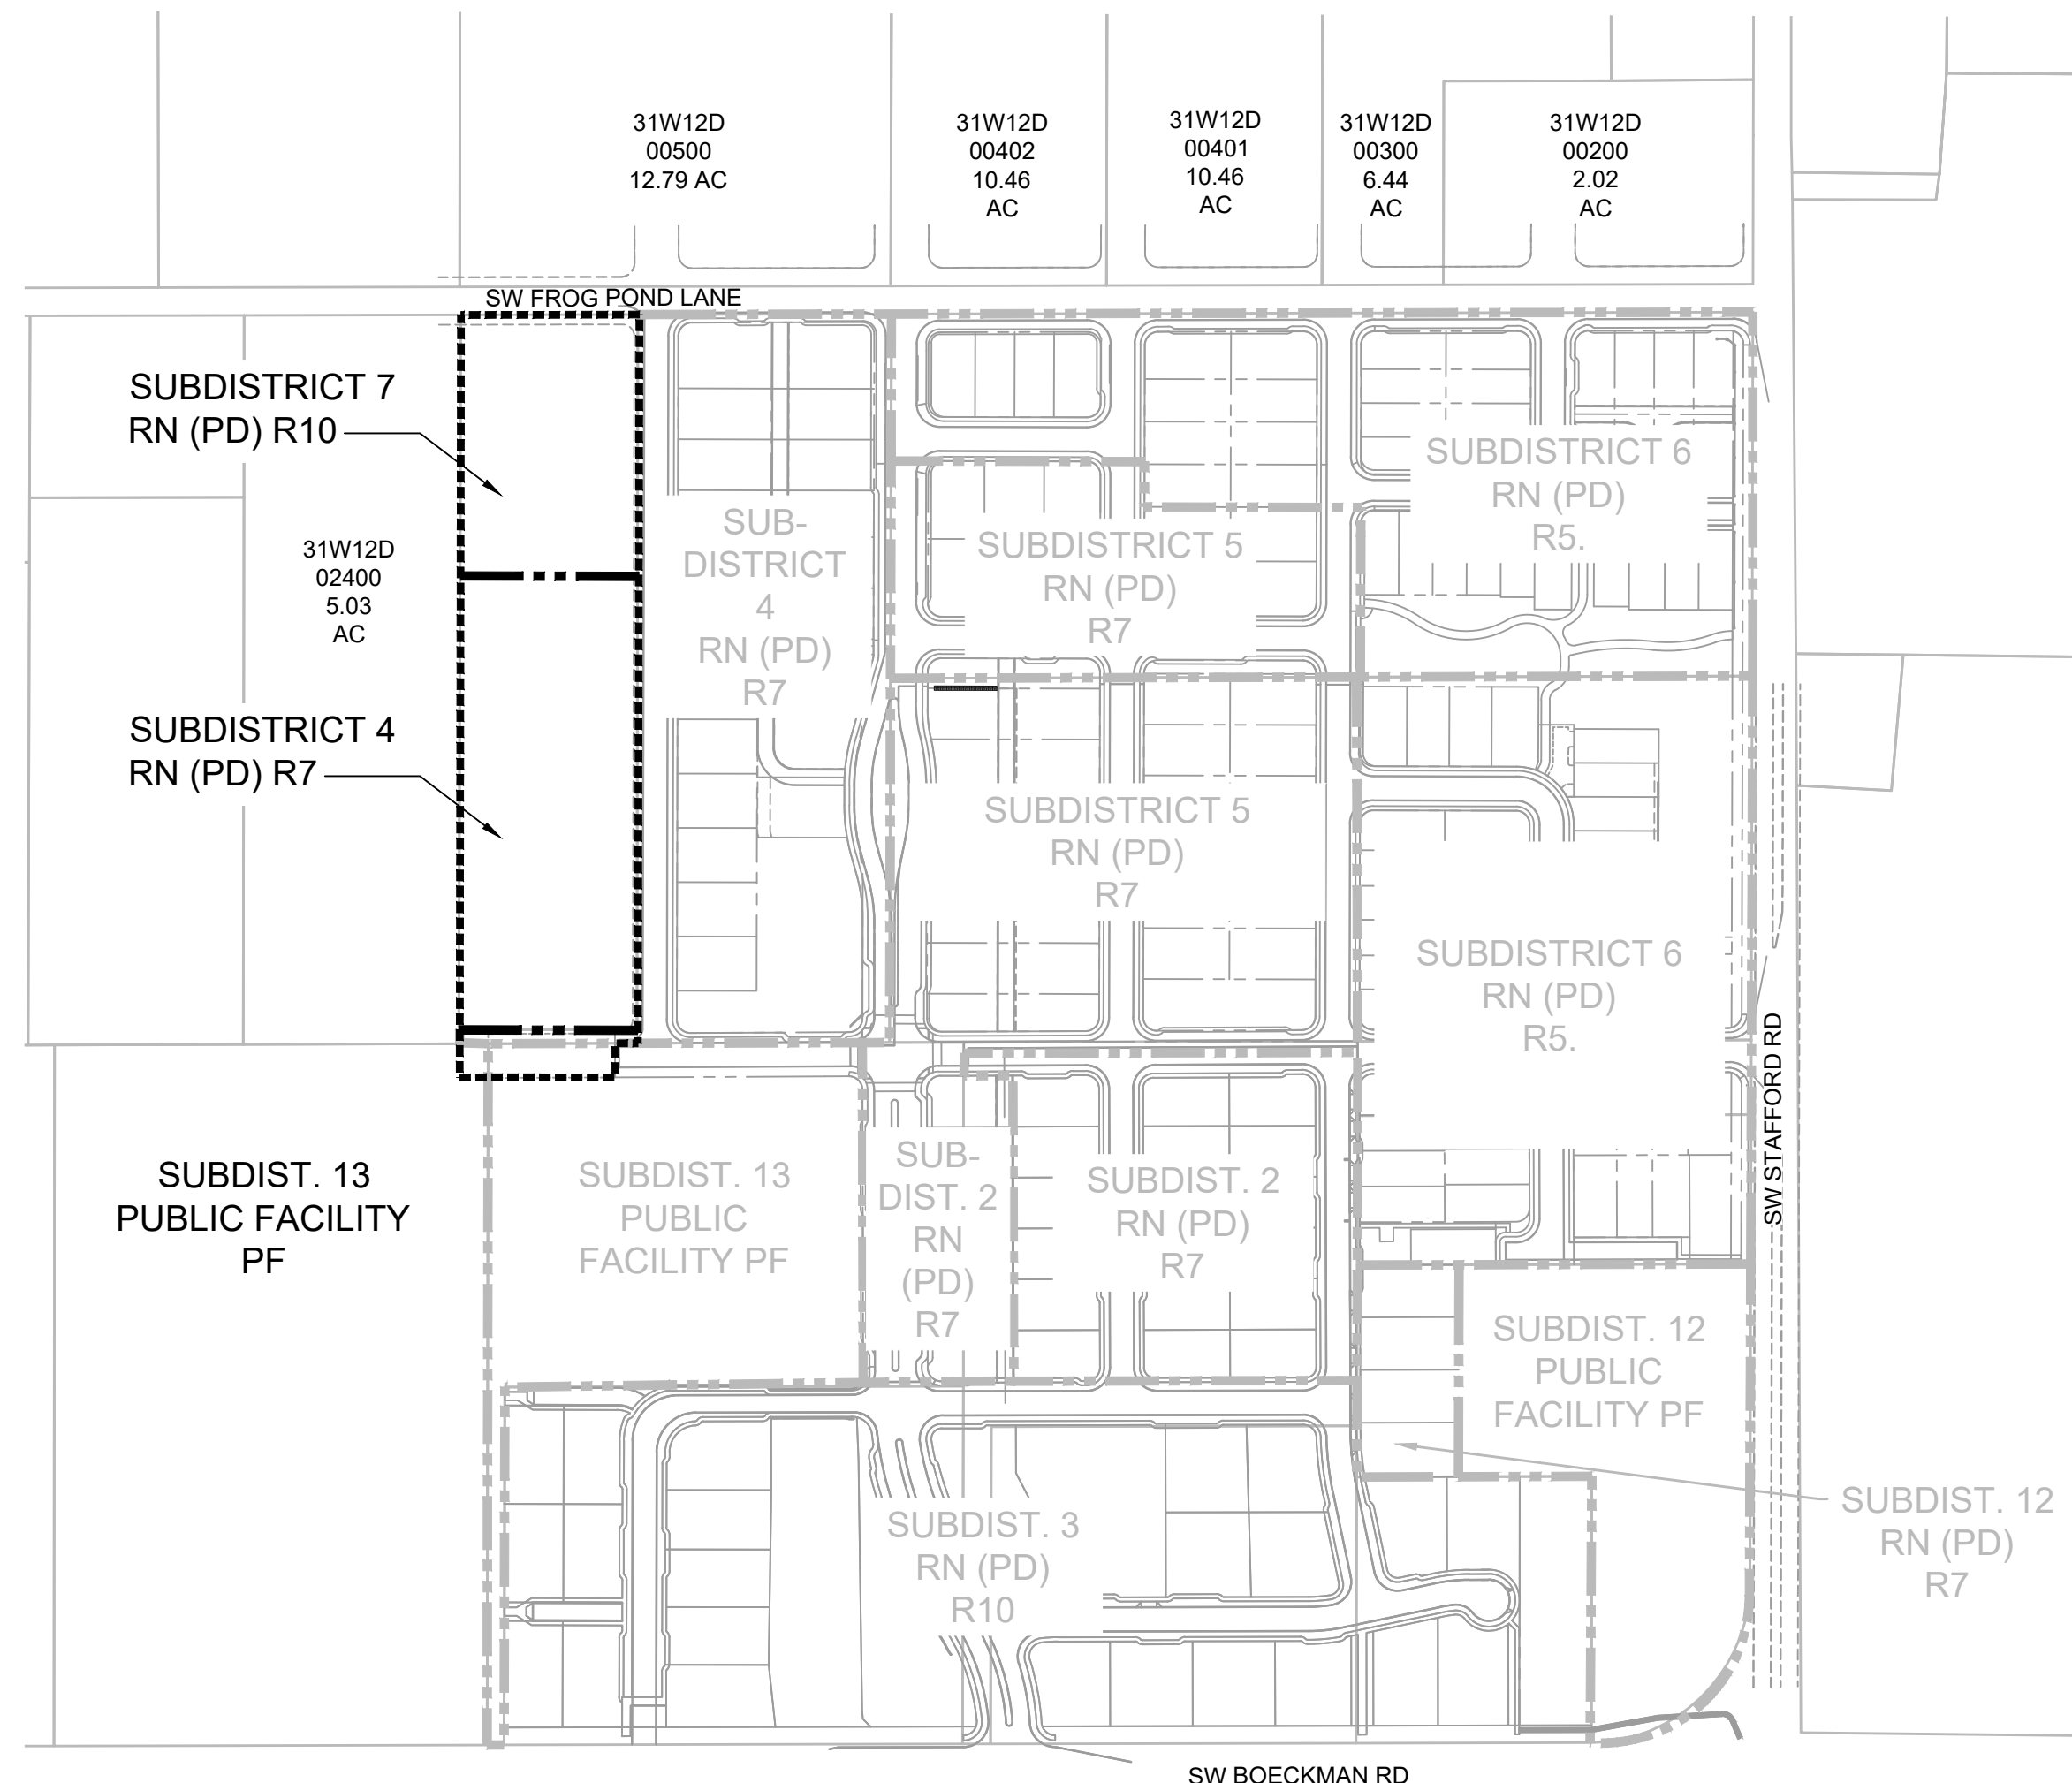 31W12D
00500
12.79 AC
31W12D
00402
10.46
AC
31W12D
00401
10.46
AC
31W12D
00300
6.44
AC
31W12D
00200
2.02
AC
SW FROG POND LANE
SUBDISTRICT 7
RN (PD) R10
31W12D
02400
5.03
AC
SUBDISTRICT 4
RN (PD) R7
SUB-
DISTRICT
4
RN (PD)
R7
SUBDISTRICT 5
RN (PD)
R7
SUBDISTRICT 6
RN (PD)
R5.
SUBDISTRICT 5
RN (PD)
R7
SUBDISTRICT 6
RN (PD)
R5.
SW STAFFORD RD
SUBDIST. 13
PUBLIC FACILITY
PF
SUBDIST. 13
PUBLIC
FACILITY PF
SUB-
DIST. 2
RN
(PD)
R7
SUBDIST. 2
RN (PD)
R7
SUBDIST. 12
PUBLIC
FACILITY PF
SUBDIST. 3
RN (PD)
R10
SUBDIST. 12
RN (PD)
R7
SW BOECKMAN RD